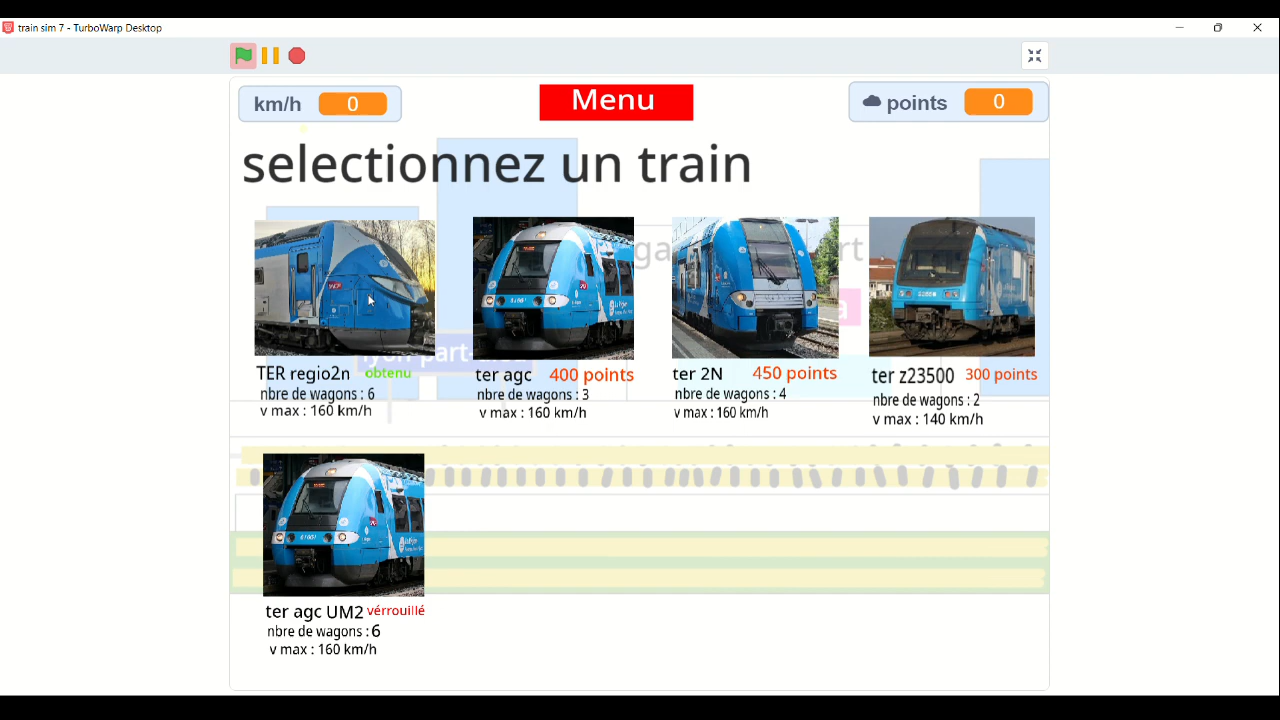 train sim 7 - TurboWarp Desktop
km/h 0
Menu
points 0
selectionnez un train
TER regio2n obtenu
nbre de wagons : 6
v max : 160 km/h
ter agc 400 points
nbre de wagons : 3
v max : 160 km/h
ter 2N 450 points
nbre de wagons : 4
v max : 160 km/h
ter z23500 300 points
nbre de wagons : 2
v max : 140 km/h
ter agc UM2 vérrouillé
nbre de wagons : 6
v max : 160 km/h